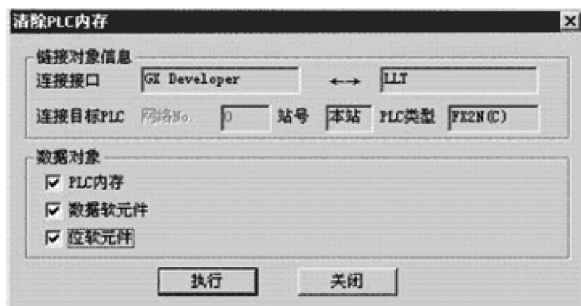 清除PLC内存
链接对象信息
连接接口 GX Developer ←→ LLT
连接目标PLC 网络No. 0 站号 本站 PLC类型 FX2N(C)
数据对象
PLC内存
数据软元件
位软元件
执行 关闭